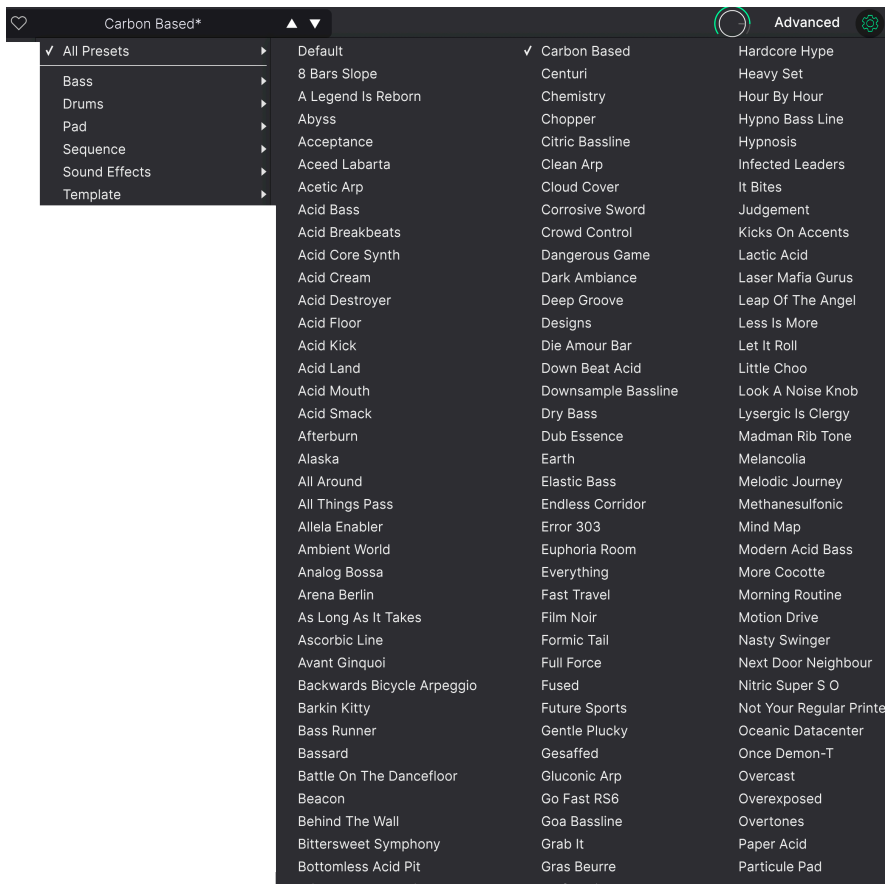 Carbon Based*
Advanced
All Presets
Bass
Drums
Pad
Sequence
Sound Effects
Template
Default
8 Bars Slope
A Legend Is Reborn
Abyss
Acceptance
Aceed Labarta
Acetic Arp
Acid Bass
Acid Breakbeats
Acid Core Synth
Acid Cream
Acid Destroyer
Acid Floor
Acid Kick
Acid Land
Acid Mouth
Acid Smack
Afterburn
Alaska
All Around
All Things Pass
Allela Enabler
Ambient World
Analog Bossa
Arena Berlin
As Long As It Takes
Ascorbic Line
Avant Ginquoi
Backwards Bicycle Arpeggio
Barkin Kitty
Bass Runner
Bassard
Battle On The Dancefloor
Beacon
Behind The Wall
Bittersweet Symphony
Bottomless Acid Pit
Carbon Based
Centuri
Chemistry
Chopper
Citric Bassline
Clean Arp
Cloud Cover
Corrosive Sword
Crowd Control
Dangerous Game
Dark Ambiance
Deep Groove
Designs
Die Amour Bar
Down Beat Acid
Downsample Bassline
Dry Bass
Dub Essence
Earth
Elastic Bass
Endless Corridor
Error 303
Euphoria Room
Everything
Fast Travel
Film Noir
Formic Tail
Full Force
Fused
Future Sports
Gentle Plucky
Gesaffed
Gluconic Arp
Go Fast RS6
Goa Bassline
Grab It
Gras Beurre
Hardcore Hype
Heavy Set
Hour By Hour
Hypno Bass Line
Hypnosis
Infected Leaders
It Bites
Judgement
Kicks On Accents
Lactic Acid
Laser Mafia Gurus
Leap Of The Angel
Less Is More
Let It Roll
Little Choo
Look A Noise Knob
Lysergic Is Clergy
Madman Rib Tone
Melancolia
Melodic Journey
Methanesulfonic
Mind Map
Modern Acid Bass
More Cocotte
Morning Routine
Motion Drive
Nasty Swinger
Next Door Neighbour
Nitric Super S O
Not Your Regular Printe
Oceanic Datacenter
Once Demon-T
Overcast
Overexposed
Overtones
Paper Acid
Particule Pad